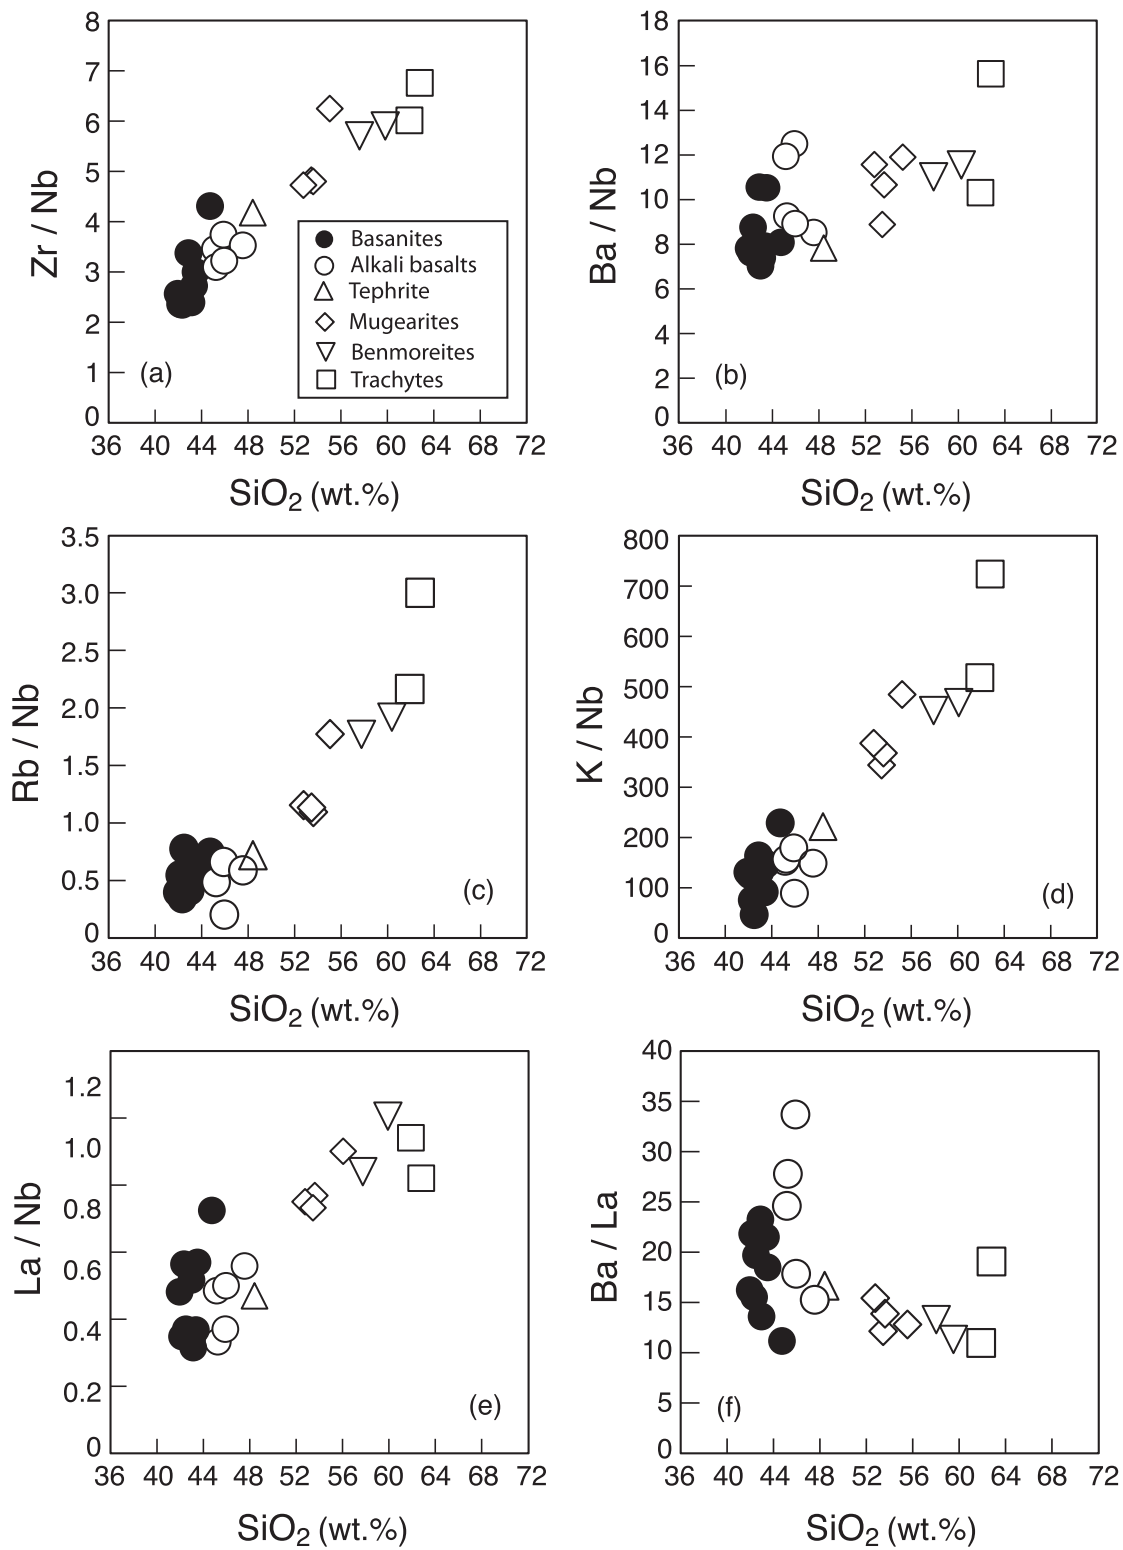 8
7
6
5
4
3
2
1
0
Zr / Nb
Basanites
Alkali basalts
Tephrite
Mugearites
Benmoreites
Trachytes
(a)
36 40 44 48 52 56 60 64 68 72
SiO2 (wt.%)
18
16
14
12
10
8
6
4
2
0
Ba / Nb
(b)
36 40 44 48 52 56 60 64 68 72
SiO2 (wt.%)
3.5
3.0
2.5
2.0
1.5
1.0
0.5
0
Rb / Nb
(c)
36 40 44 48 52 56 60 64 68 72
SiO2 (wt.%)
800
700
600
500
400
300
200
100
0
K / Nb
(d)
36 40 44 48 52 56 60 64 68 72
SiO2 (wt.%)
1.2
1.0
0.8
0.6
0.4
0.2
0
La / Nb
(e)
36 40 44 48 52 56 60 64 68 72
SiO2 (wt.%)
40
35
30
25
20
15
10
5
0
Ba / La
(f)
36 40 44 48 52 56 60 64 68 72
SiO2 (wt.%)